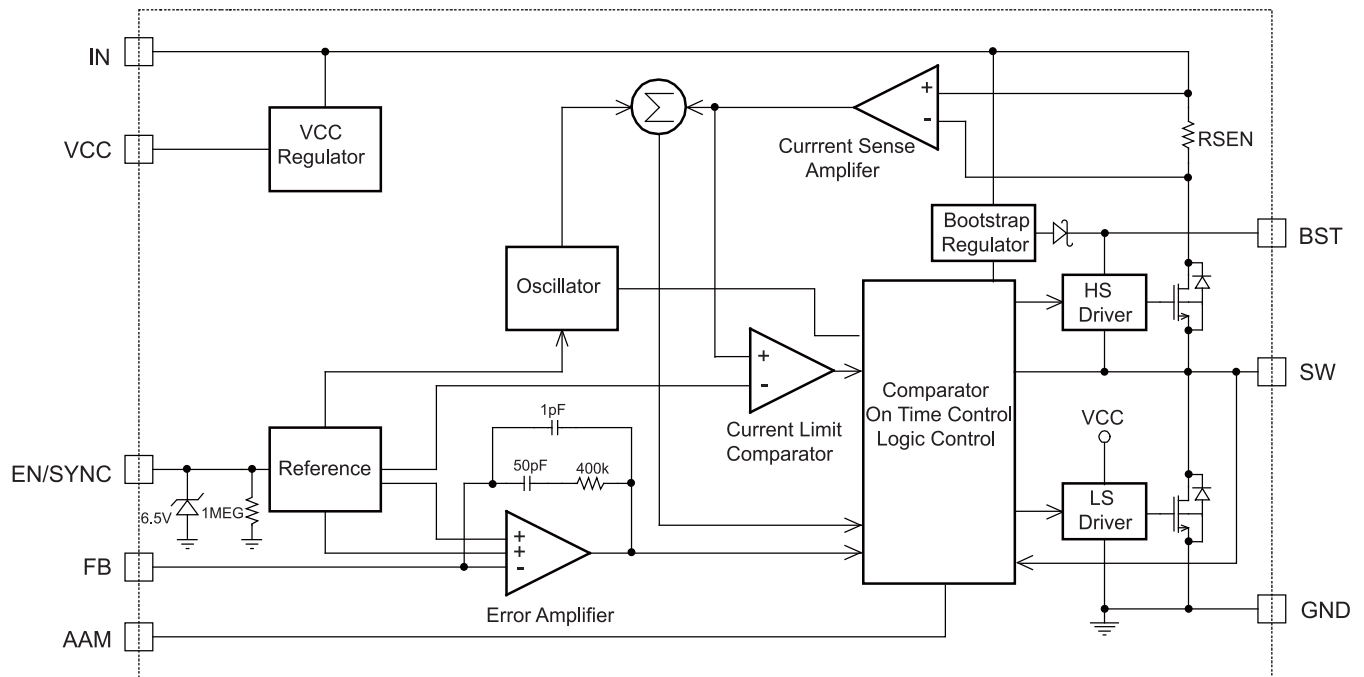 IN
VCC
Regulator
VCC
Σ
+
-
Currrent Sense
Amplifer
RSEN
Bootstrap
Regulator
BST
Oscillator
HS
Driver
+
-
Current Limit
Comparator
Comparator
On Time Control
Logic Control
SW
VCC
1pF
50pF
400k
EN/SYNC
Reference
6.5V
1MEG
LS
Driver
+
+
-
Error Amplifier
FB
AAM
GND